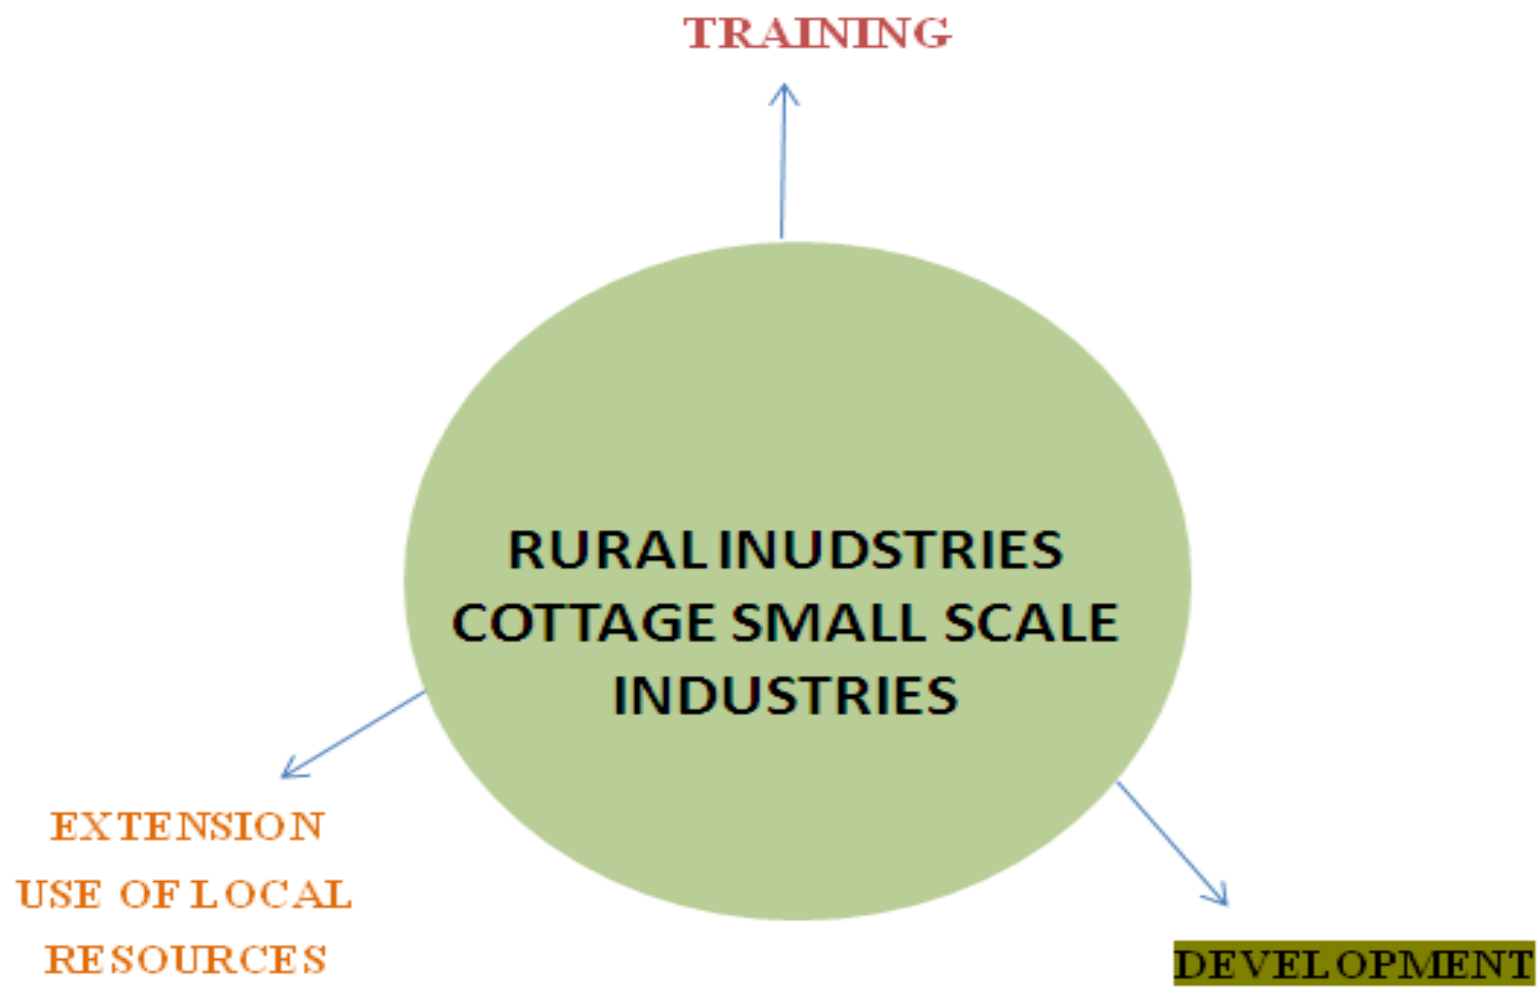 TRAINING
RURAL INUDSTRIES
COTTAGE SMALL SCALE
INDUSTRIES
EXTENSION
USE OF LOCAL
RESOURCES
DEVELOPMENT